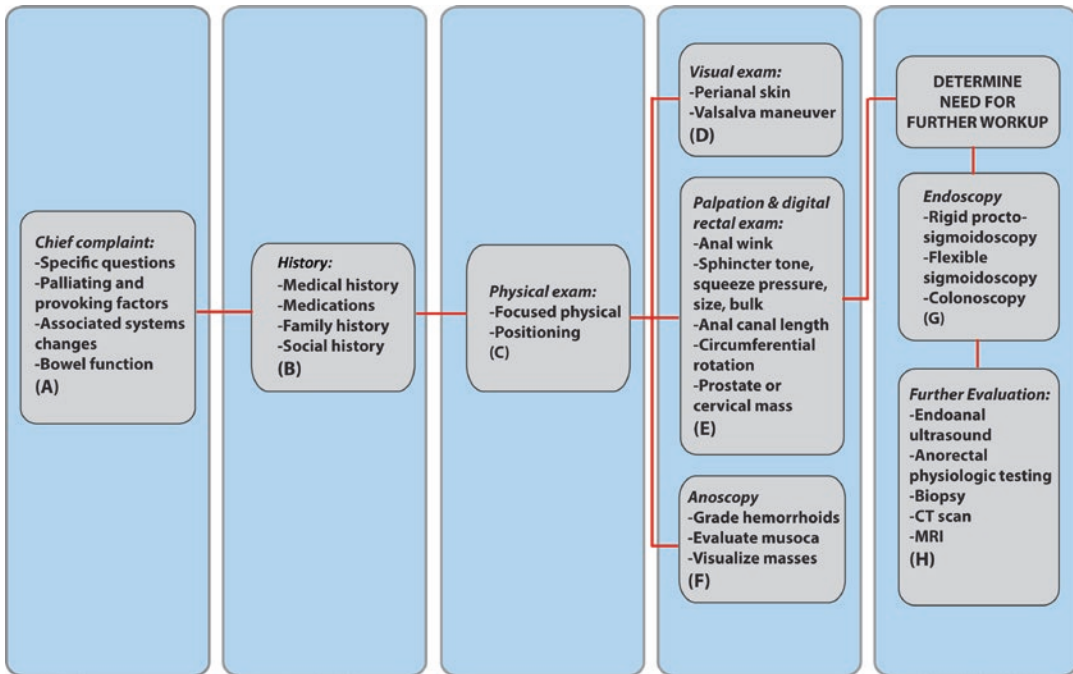 Chief complaint:
-Specific questions
-Palliating and
provoking factors
-Associated systems
changes
-Bowel function
(A)
History:
-Medical history
-Medications
-Family history
-Social history
(B)
Physical exam:
-Focused physical
-Positioning
(C)
Visual exam:
-Perianal skin
-Valsalva maneuver
(D)
Palpation & digital
rectal exam:
-Anal wink
-Sphincter tone,
squeeze pressure,
size, bulk
-Anal canal length
-Circumferential
rotation
-Prostate or
cervical mass
(E)
Anoscopy
-Grade hemorrhoids
-Evaluate musoca
-Visualize masses
(F)
DETERMINE
NEED FOR
FURTHER WORKUP
Endoscopy
-Rigid procto-
sigmoidoscopy
-Flexible
sigmoidoscopy
-Colonoscopy
(G)
Further Evaluation:
-Endoanal
ultrasound
-Anorectal
physiologic testing
-Biopsy
-CT scan
-MRI
(H)